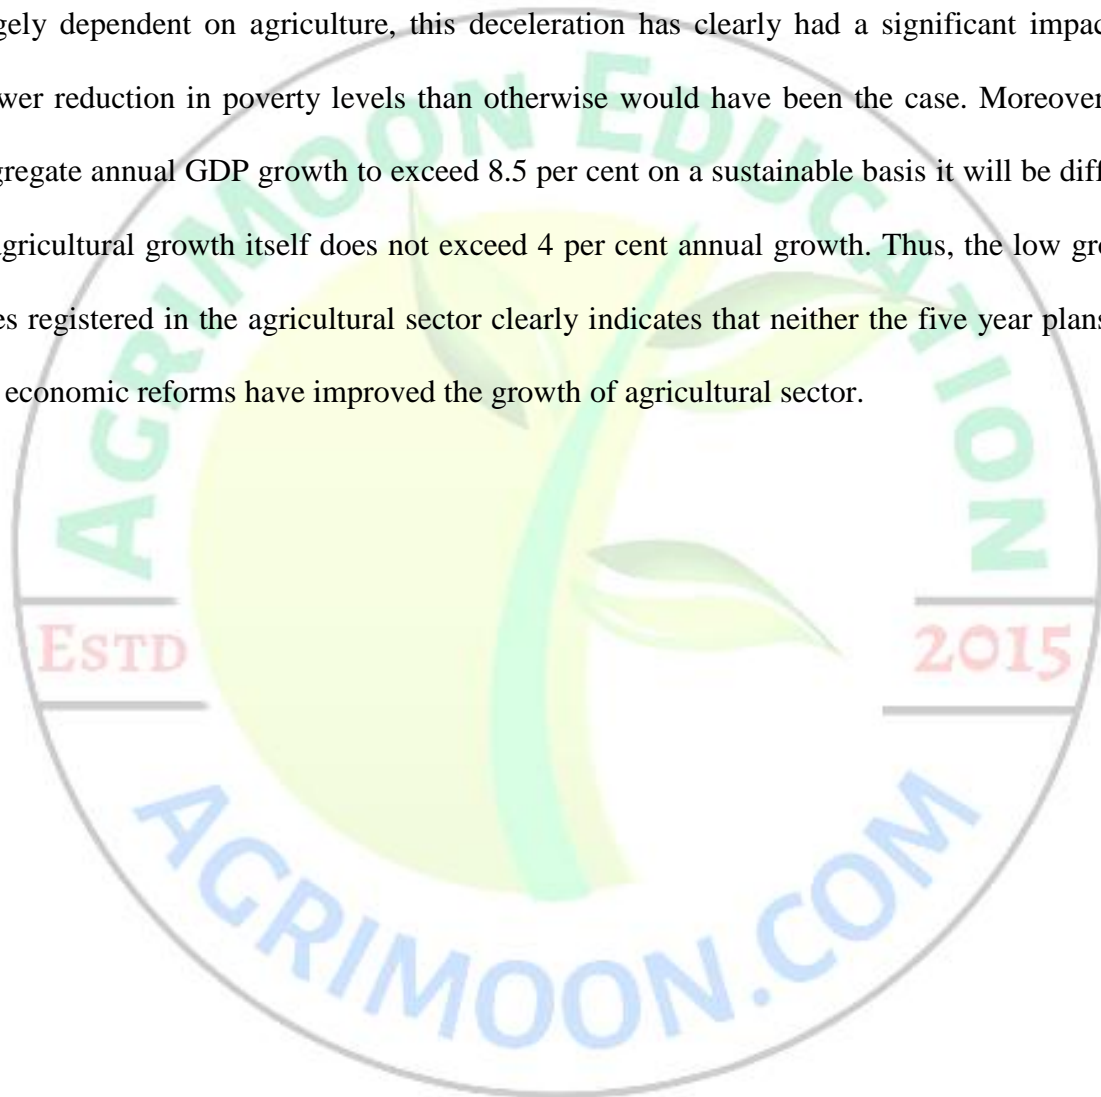 gely dependent on agriculture, this deceleration has clearly had a significant impac
wer reduction in poverty levels than otherwise would have been the case. Moreover
gregate annual GDP growth to exceed 8.5 per cent on a sustainable basis it will be diff
agricultural growth itself does not exceed 4 per cent annual growth. Thus, the low gro
es registered in the agricultural sector clearly indicates that neither the five year plans
economic reforms have improved the growth of agricultural sector.
AGRIMOON EDUCATION
ESTD
2015
AGRIMOON.COM